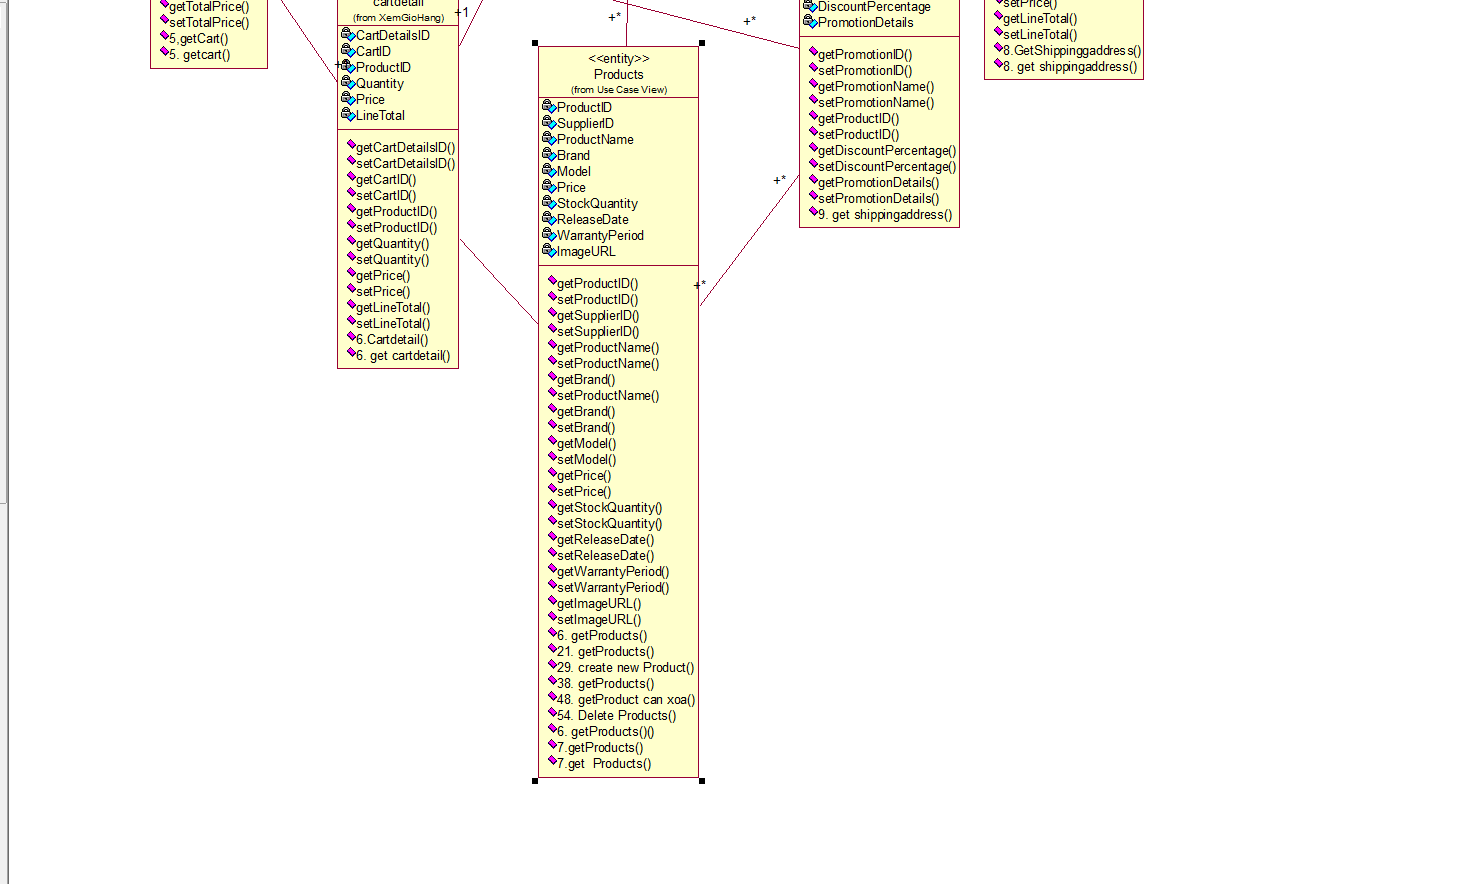 getTotalPrice()
setTotalPrice()
5,getCart()
5. getcart()
cartdetail
(from XemGioHang)
CartDetailsID
CartID
ProductID
Quantity
Price
LineTotal
getCartDetailsID()
setCartDetailsID()
getCartID()
setCartID()
getProductID()
setProductID()
getQuantity()
setQuantity()
getPrice()
setPrice()
getLineTotal()
setLineTotal()
6.Cartdetail()
6. get cartdetail()
+1
+*
+*
<<entity>>
Products
(from Use Case View)
ProductID
SupplierID
ProductName
Brand
Model
Price
StockQuantity
ReleaseDate
WarrantyPeriod
ImageURL
getProductID()
setProductID()
getSupplierID()
setSupplierID()
getProductName()
setProductName()
getBrand()
setProductName()
getBrand()
setBrand()
getModel()
setModel()
getPrice()
setPrice()
getStockQuantity()
setStockQuantity()
getReleaseDate()
setReleaseDate()
getWarrantyPeriod()
setWarrantyPeriod()
getImageURL()
setImageURL()
6. getProducts()
21. getProducts()
29. create new Product()
38. getProducts()
48. getProduct can xoa()
54. Delete Products()
6. getProducts()()
7.getProducts()
7.get  Products()
+*
+*
DiscountPercentage
PromotionDetails
getPromotionID()
setPromotionID()
getPromotionName()
setPromotionName()
getProductID()
setProductID()
getDiscountPercentage()
setDiscountPercentage()
getPromotionDetails()
setPromotionDetails()
9. get shippingaddress()
setPrice()
getLineTotal()
setLineTotal()
8.GetShippinggaddress()
8. get shippingaddress()